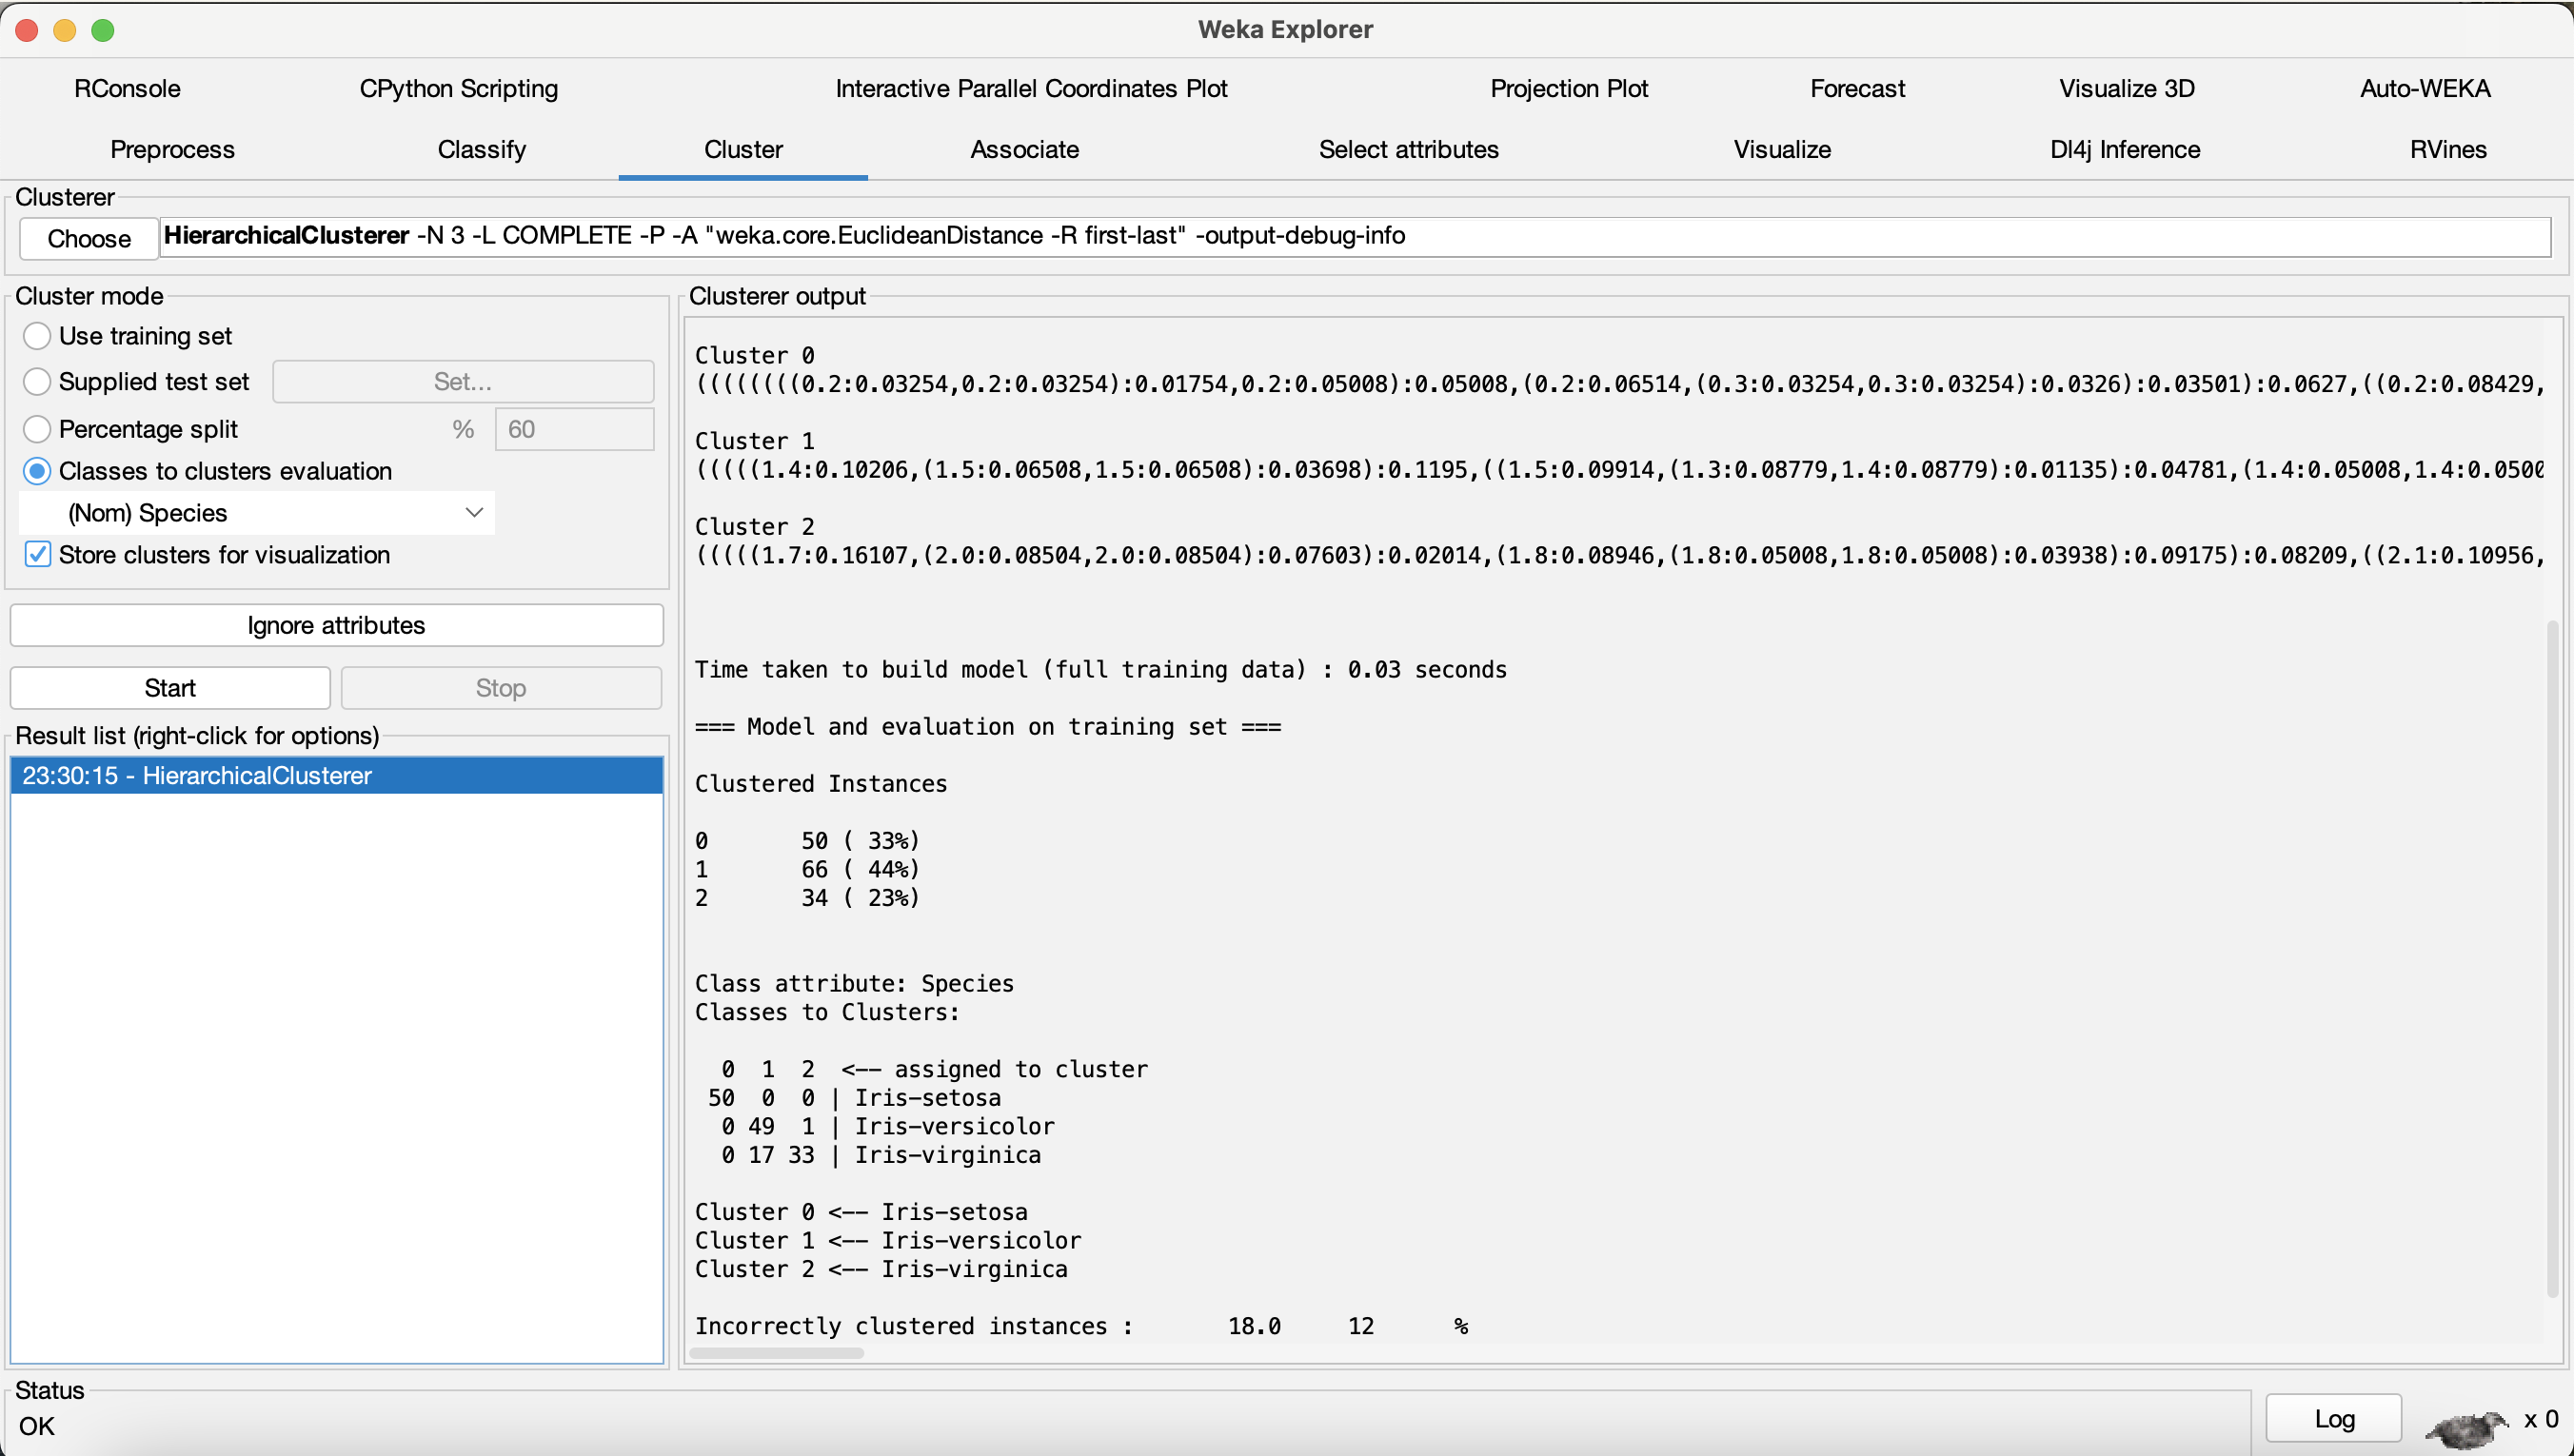 Weka Explorer
RConsole CPython Scripting Interactive Parallel Coordinates Plot Projection Plot Forecast Visualize 3D Auto-WEKA
Preprocess Classify Cluster Associate Select attributes Visualize Dl4j Inference RVines
Clusterer
Choose HierarchicalClusterer -N 3 -L COMPLETE -P -A "weka.core.EuclideanDistance -R first-last" -output-debug-info
Cluster mode
Use training set
Supplied test set Set...
Percentage split % 60
Classes to clusters evaluation
(Nom) Species
Store clusters for visualization
Ignore attributes
Start Stop
Result list (right-click for options)
23:30:15 - HierarchicalClusterer
Clusterer output
Cluster 0
((((((((0.2:0.03254,0.2:0.03254):0.01754,0.2:0.05008):0.05008,(0.2:0.06514,(0.3:0.03254,0.3:0.03254):0.0326):0.03501):0.0627,((0.2:0.08429,
Cluster 1
(((((1.4:0.10206,(1.5:0.06508,1.5:0.06508):0.03698):0.1195,((1.5:0.09914,(1.3:0.08779,1.4:0.08779):0.01135):0.04781,(1.4:0.05008,1.4:0.0500
Cluster 2
(((((1.7:0.16107,(2.0:0.08504,2.0:0.08504):0.07603):0.02014,(1.8:0.08946,(1.8:0.05008,1.8:0.05008):0.03938):0.09175):0.08209,((2.1:0.10956,
Time taken to build model (full training data) : 0.03 seconds
=== Model and evaluation on training set ===
Clustered Instances
0 50 ( 33%)
1 66 ( 44%)
2 34 ( 23%)
Class attribute: Species
Classes to Clusters:
0 1 2 <-- assigned to cluster
50 0 0 | Iris-setosa
0 49 1 | Iris-versicolor
0 17 33 | Iris-virginica
Cluster 0 <-- Iris-setosa
Cluster 1 <-- Iris-versicolor
Cluster 2 <-- Iris-virginica
Incorrectly clustered instances : 18.0 12 %
Status
OK
Log x 0